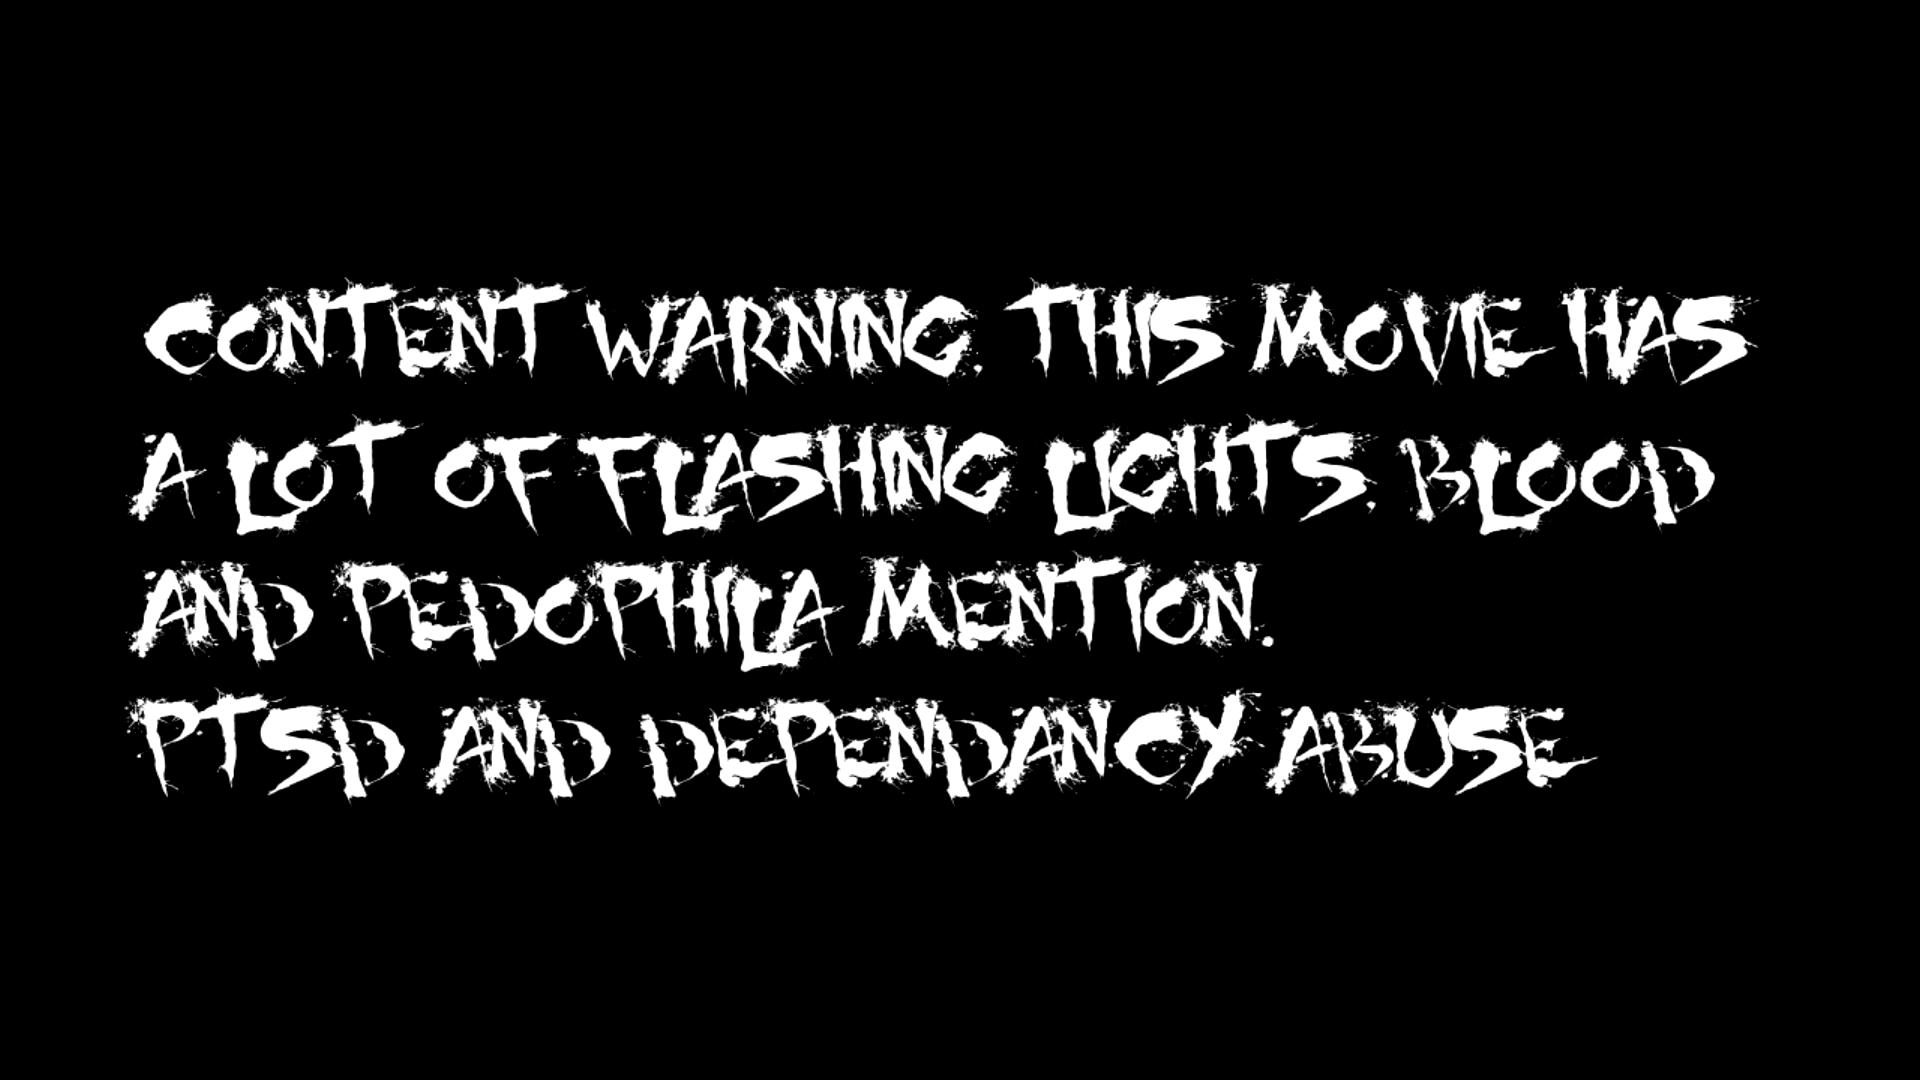 CONTENT WARNING. THIS MOVIE HAS
A LOT OF FLASHING LIGHTS. BLOOD
AND PEDOPHILA MENTION.
PTSD AND DEPENDANCY ABUSE